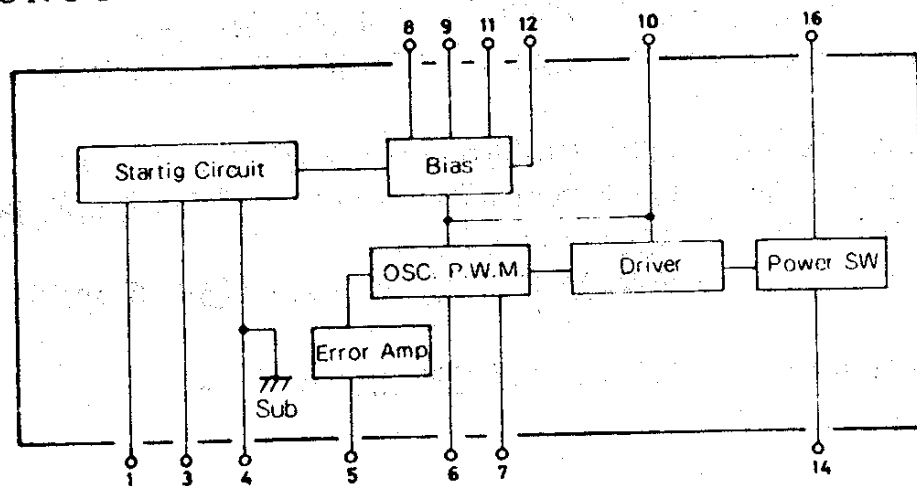 8 9 11 12 10 16
Startig Circuit
Bias
OSC. P.W.M.
Driver
Power SW
Error Amp
Sub
1 3 4 5 6 7 14